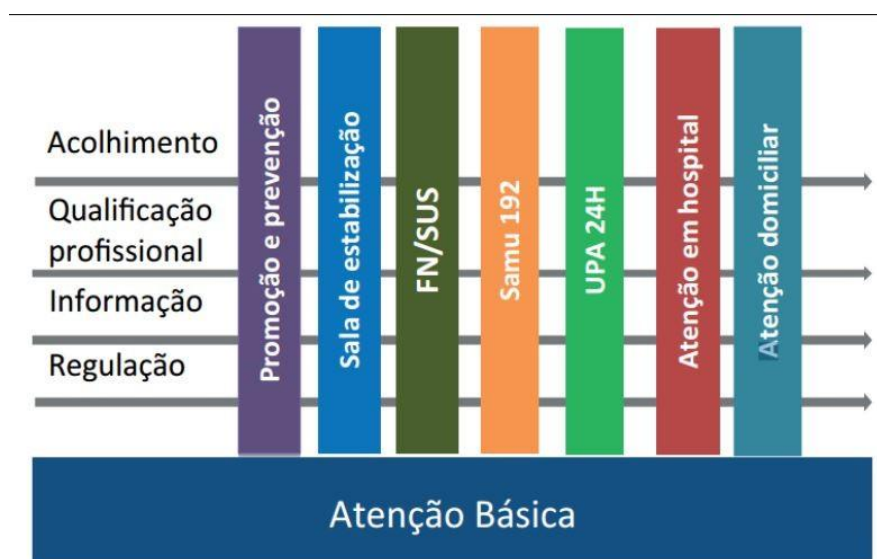 Acolhimento
Qualificação
profissional
Informação
Regulação
Promoção e prevenção
Sala de estabilização
FN/SUS
Samu 192
UPA 24H
Atenção em hospital
Atenção domiciliar
Atenção Básica